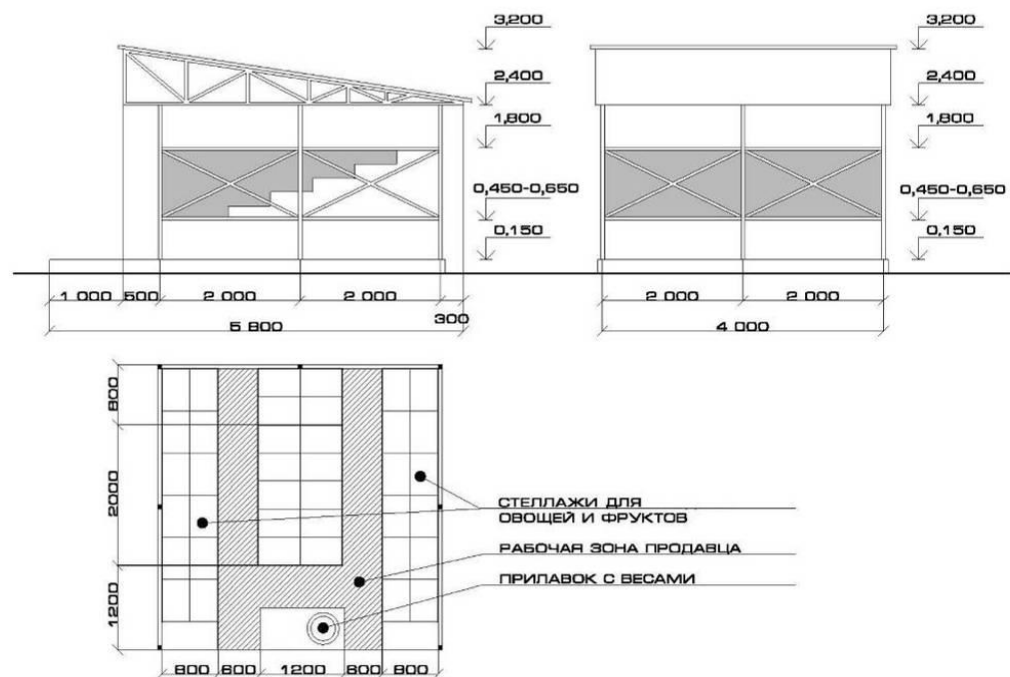 3,200
2,400
1,800
0,450-0,650
0,150
1 000 500 2 000 2 000
300
5 800
3,200
2,400
1,800
0,450-0,650
0,150
2 000 2 000
4 000
800
2000
1200
СТЕЛЛАЖИ ДЛЯ
ОВОЩЕЙ И ФРУКТОВ
РАБОЧАЯ ЗОНА ПРОДАВЦА
ПРИЛАВОК С ВЕСАМИ
800 600 1200 600 800